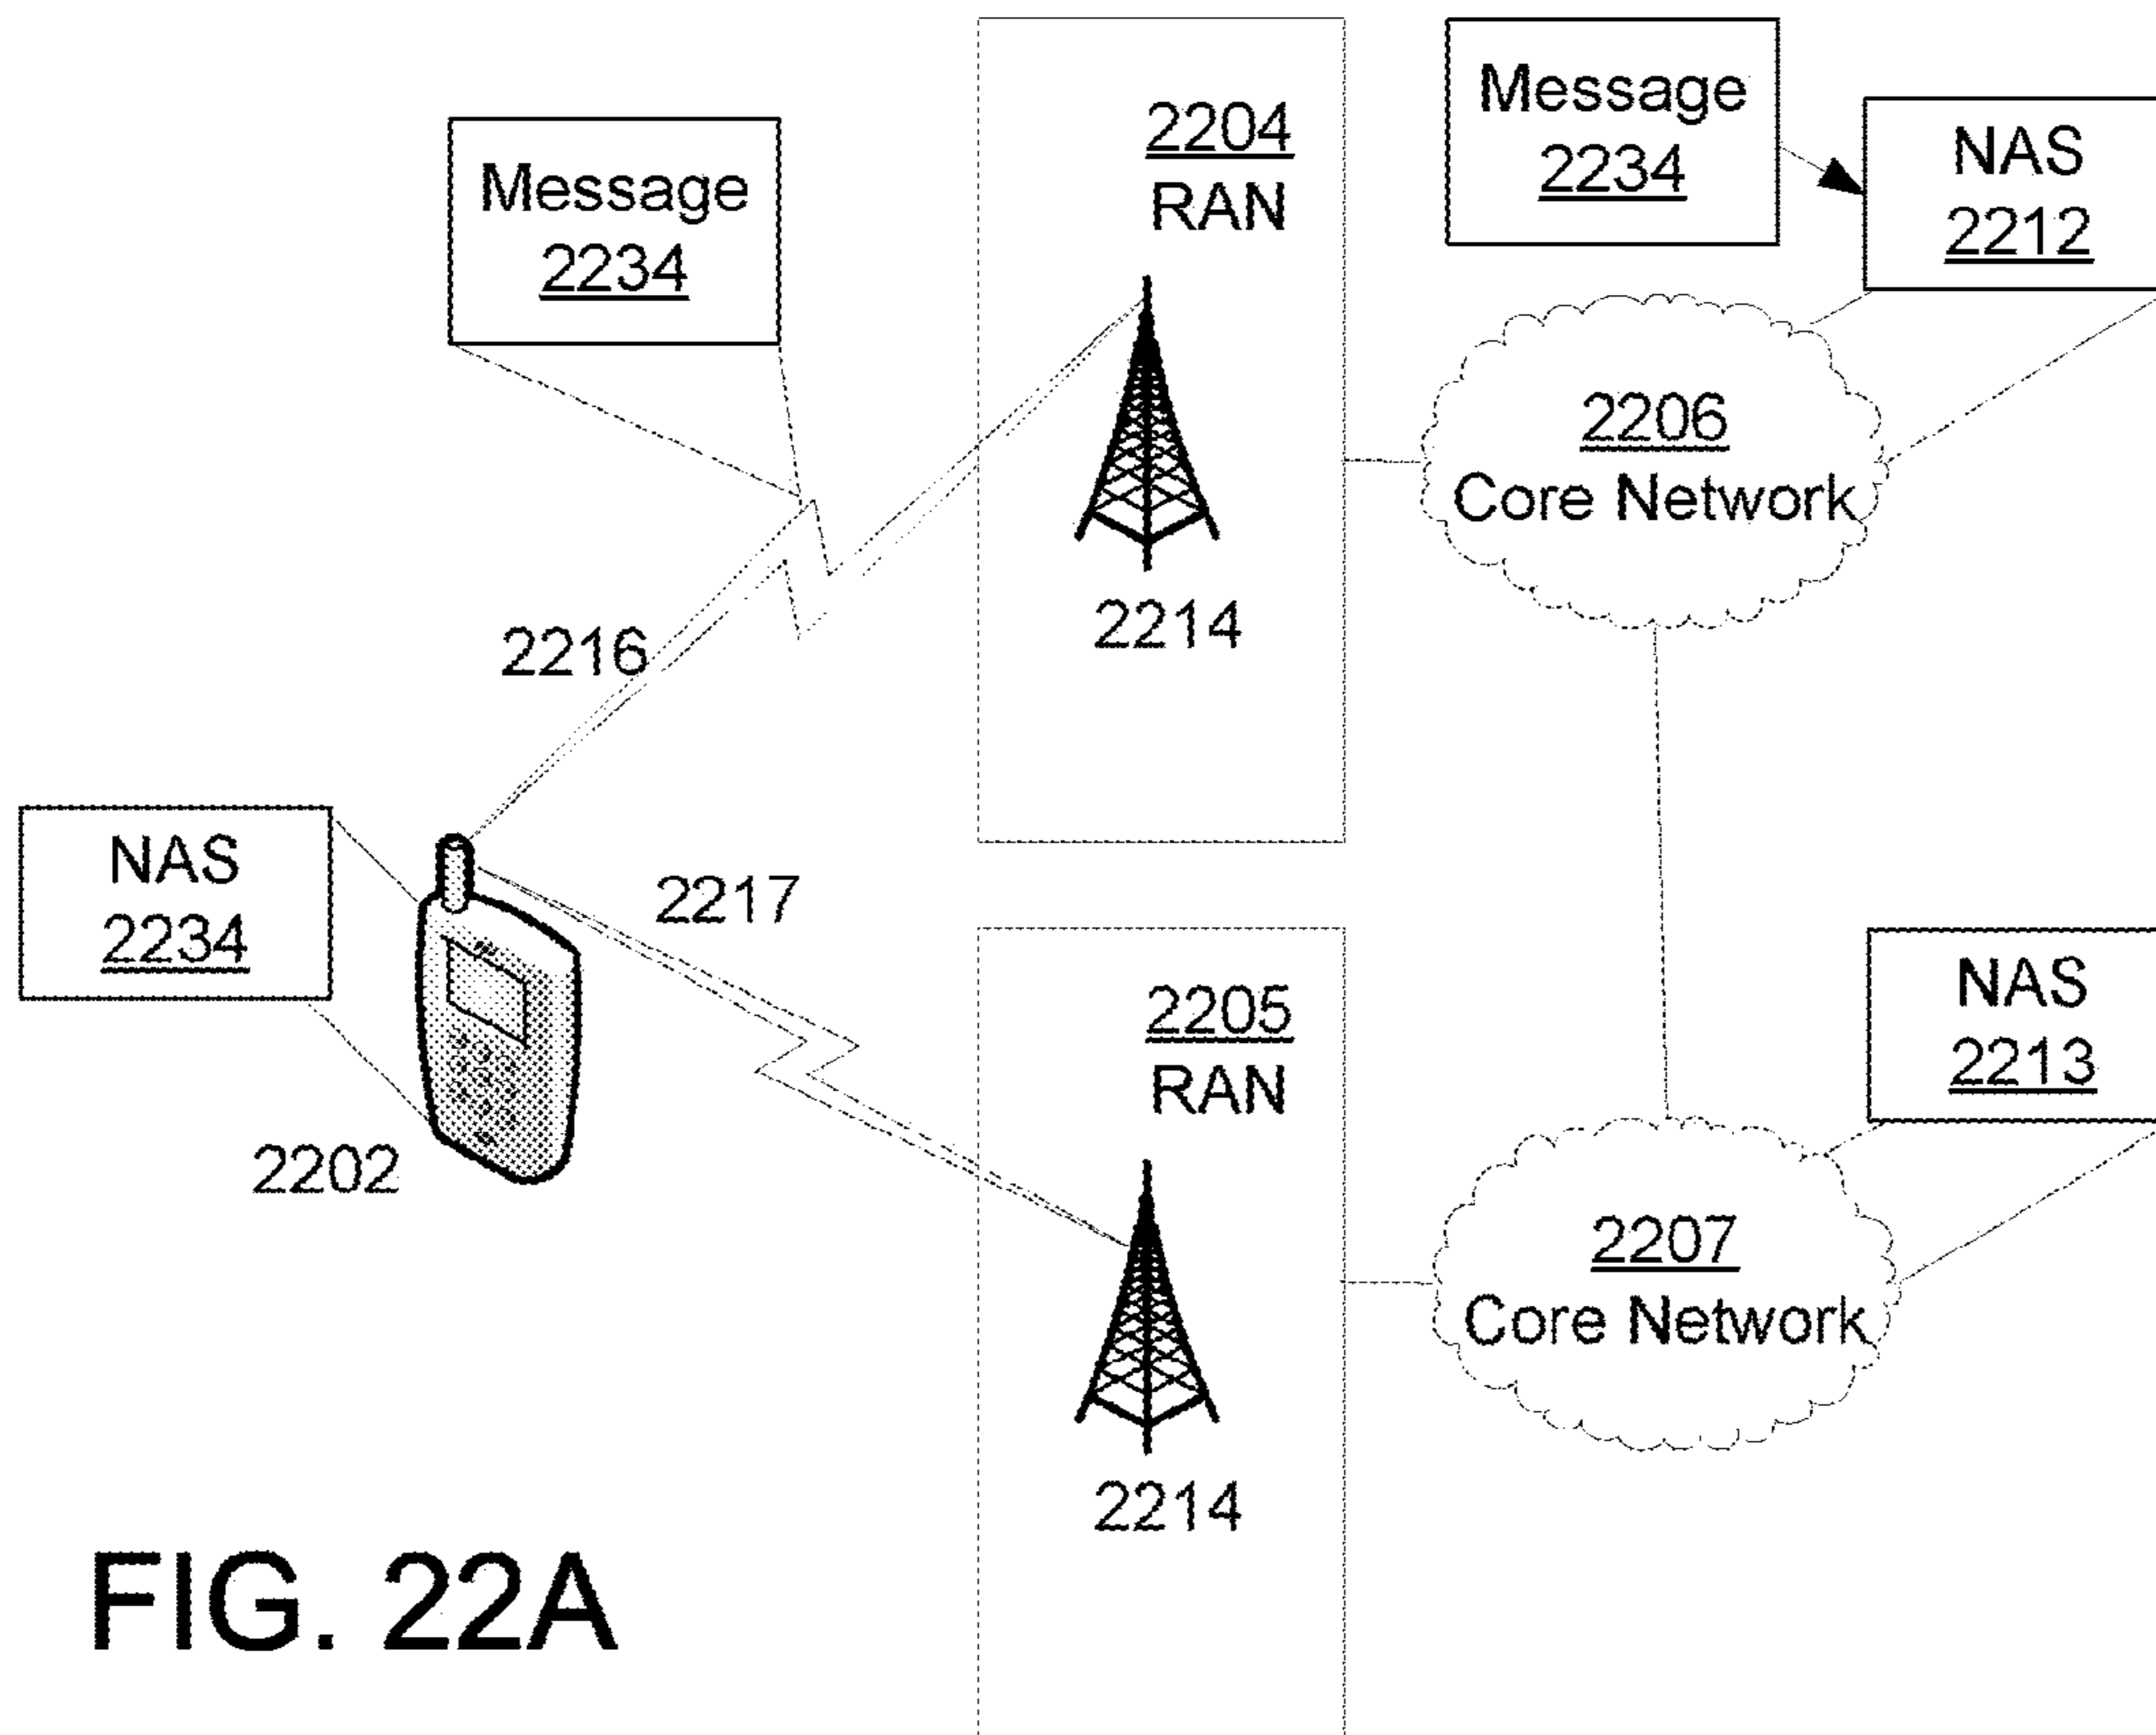 Message
2234
2204
RAN
Message
2234
NAS
2212
2206
Core Network
2214
2216
NAS
2234
2202
2217
2205
RAN
NAS
2213
2207
Core Network
2214
FIG. 22A